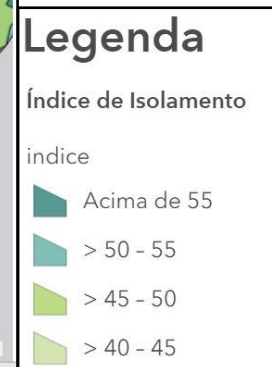 Legenda
Índice de Isolamento
indice
Acima de 55
> 50 - 55
> 45 - 50
> 40 - 45